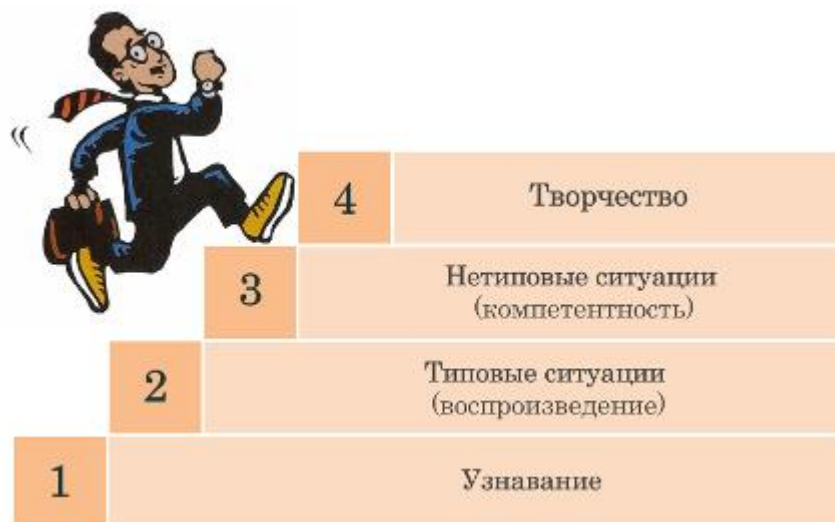 4 Творчество
3 Нетиповые ситуации
(компетентность)
2 Типовые ситуации
(воспроизведение)
1 Узнавание